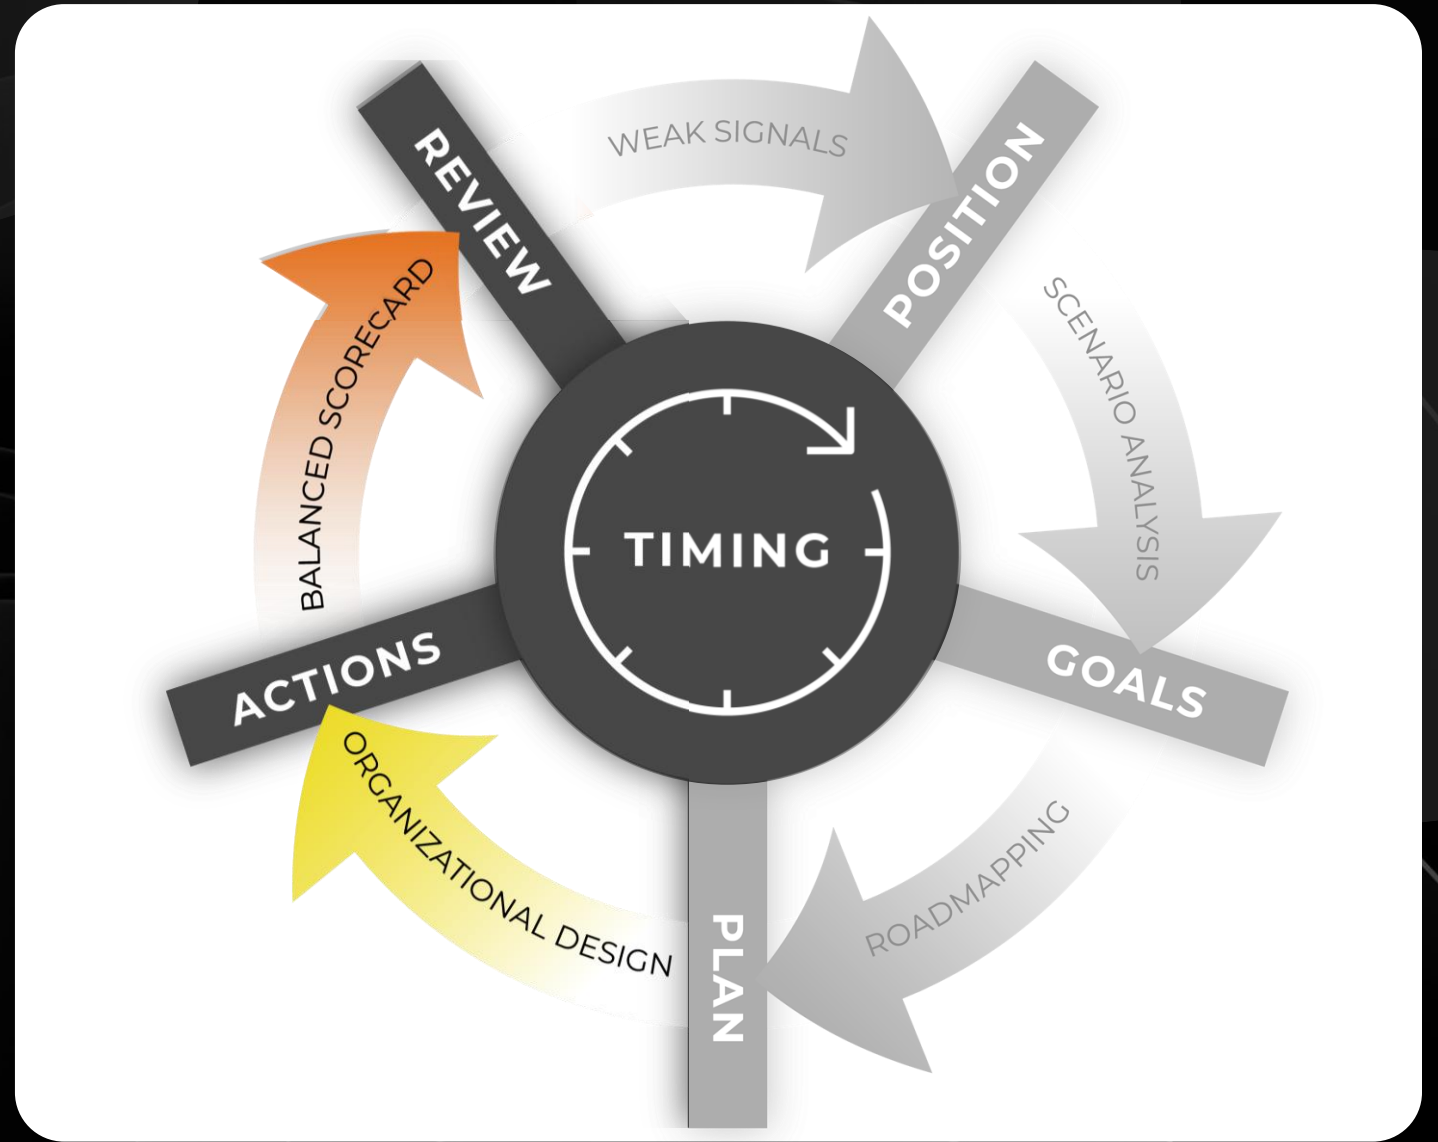 REVIEW
WEAK SIGNALS
POSITION
SCENARIO ANALYSIS
GOALS
ROADMAPPING
PLAN
ORGANIZATIONAL DESIGN
ACTIONS
BALANCED SCORECARD
TIMING